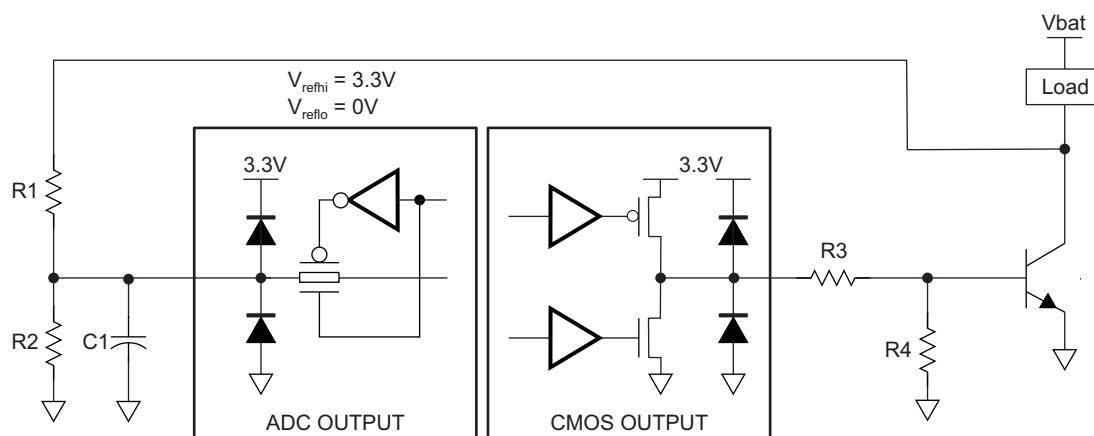 Vbat
Load
V_refhi = 3.3V
V_reflo = 0V
3.3V
3.3V
R1
R2
C1
R3
R4
ADC OUTPUT
CMOS OUTPUT